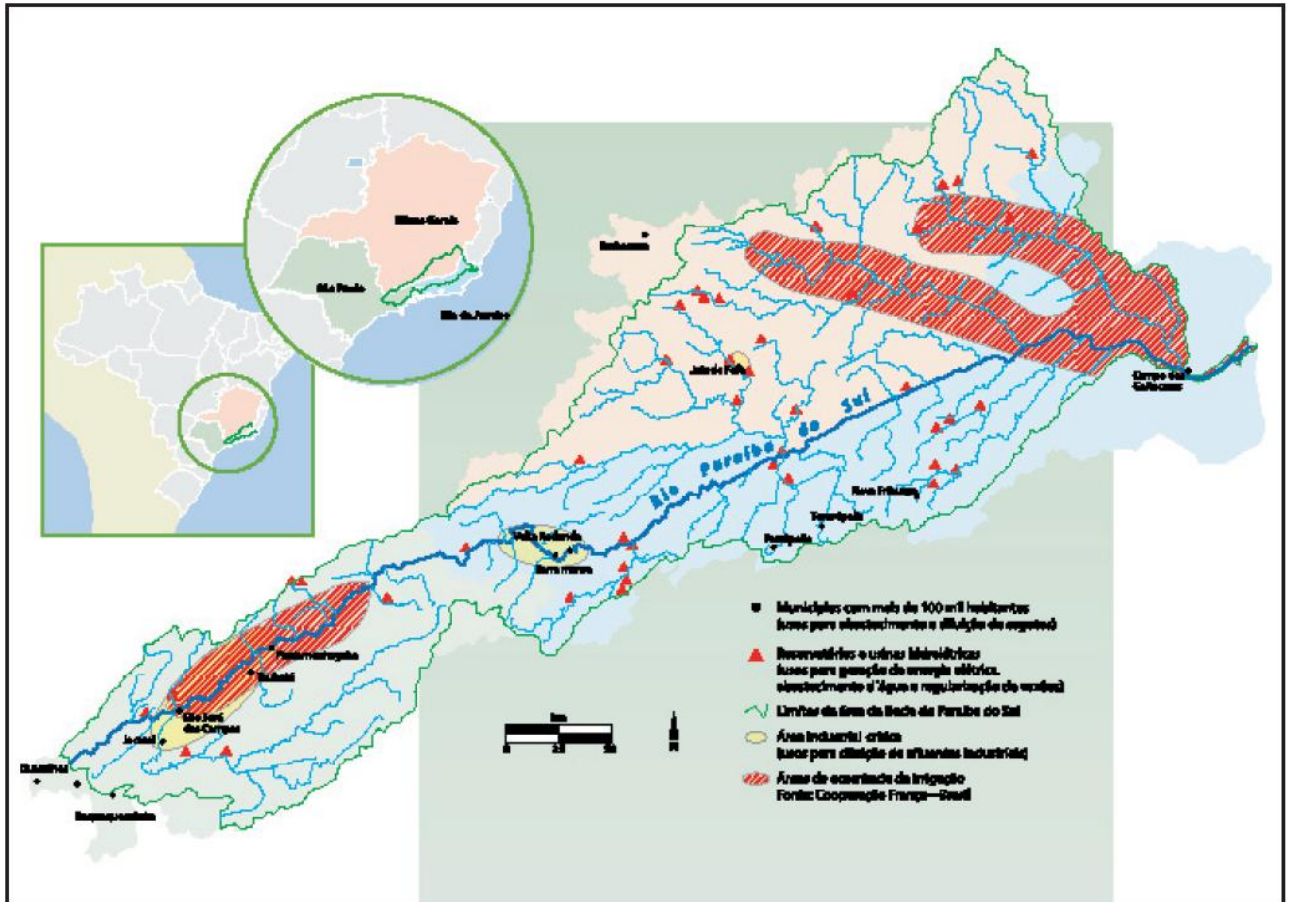 Minas Gerais
São Paulo
Rio de Janeiro
Barbacena
Juiz de Fora
Campos dos
Goitacazes
Rio Paraíba do Sul
Nova Friburgo
Teresópolis
Petrópolis
Volta Redonda
Barra Mansa
Pindamonhangaba
Taubaté
São José
dos Campos
Jacareí
Guarulhos
Itaquaquecetuba
Municípios com mais de 100 mil habitantes
(usos para abastecimento e diluição de esgotos)
Reservatórios e usinas hidrelétricas
(usos para geração de energia elétrica,
abastecimento d'água e regularização de vazões)
Limites da área da Bacia do Paraíba do Sul
Área industrial crítica
(usos para diluição de efluentes industriais)
Áreas de ocorrência de irrigação
Fonte: Cooperação França—Brasil
km
0 25 50
N